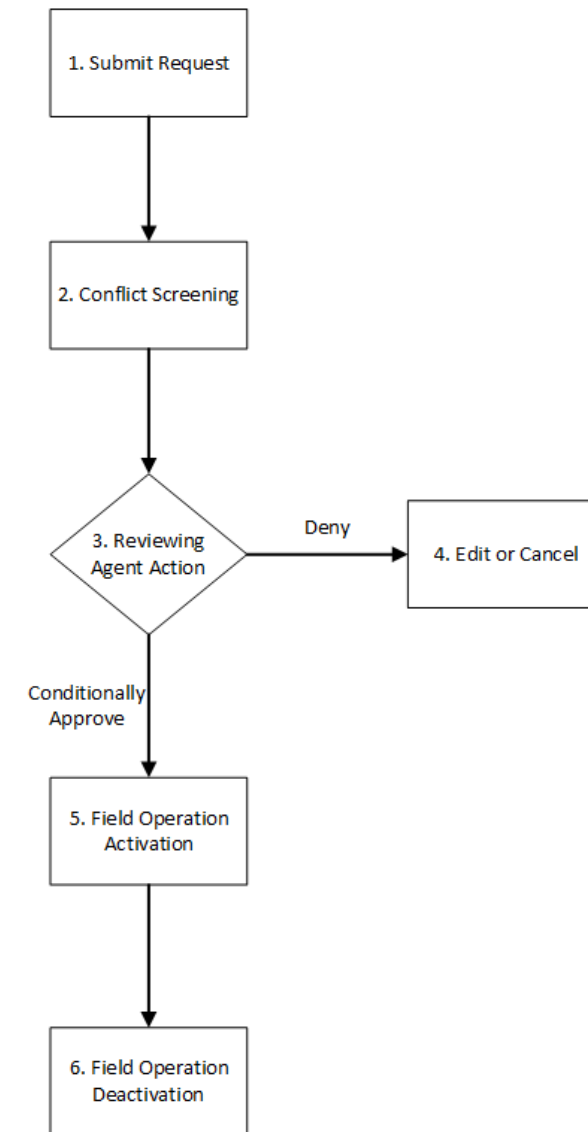 1. Submit Request
2. Conflict Screening
3. Reviewing
Agent Action
Deny
4. Edit or Cancel
Conditionally
Approve
5. Field Operation
Activation
6. Field Operation
Deactivation